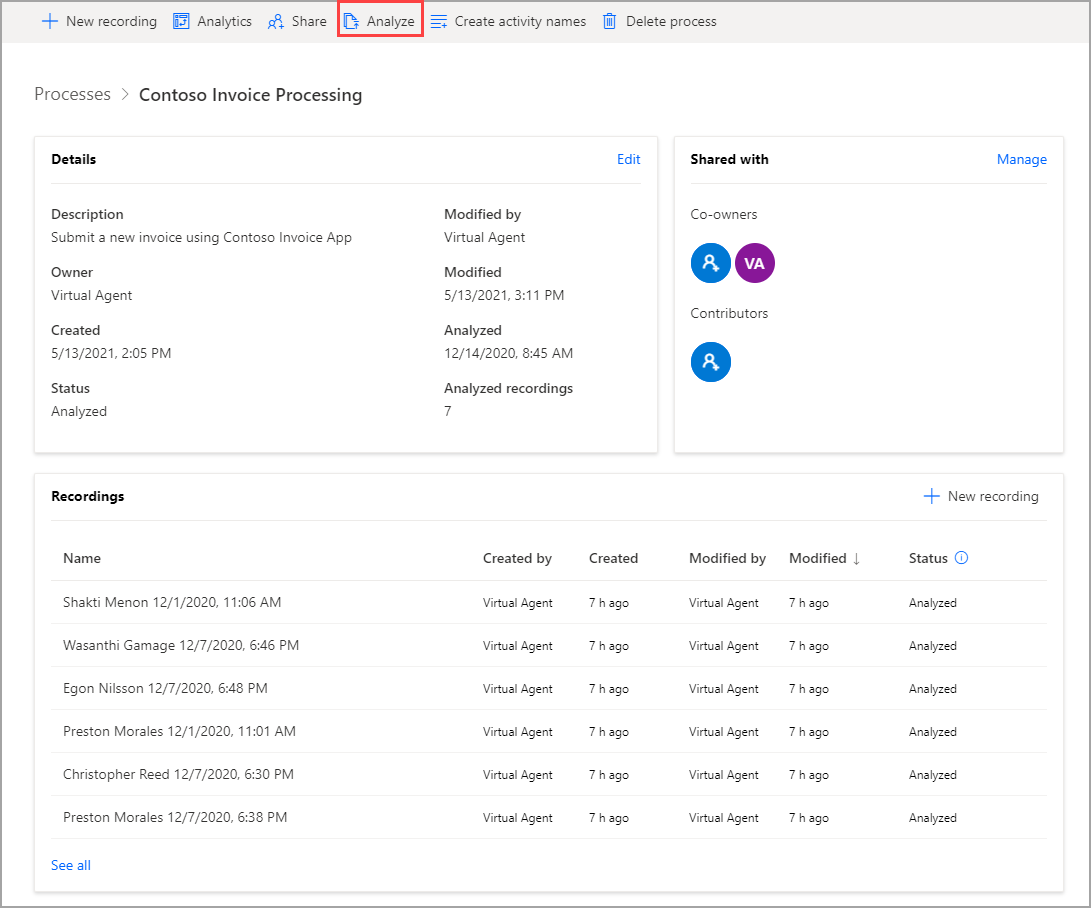 New recording Analytics Share Analyze Create activity names Delete process
Processes > Contoso Invoice Processing
Details Edit
Description
Submit a new invoice using Contoso Invoice App
Owner
Virtual Agent
Created
5/13/2021, 2:05 PM
Status
Analyzed
Modified by
Virtual Agent
Modified
5/13/2021, 3:11 PM
Analyzed
12/14/2020, 8:45 AM
Analyzed recordings
7
Shared with Manage
Co-owners
VA
Contributors
Recordings New recording
Name Created by Created Modified by Modified ↓ Status
Shakti Menon 12/1/2020, 11:06 AM Virtual Agent 7 h ago Virtual Agent 7 h ago Analyzed
Wasanthi Gamage 12/7/2020, 6:46 PM Virtual Agent 7 h ago Virtual Agent 7 h ago Analyzed
Egon Nilsson 12/7/2020, 6:48 PM Virtual Agent 7 h ago Virtual Agent 7 h ago Analyzed
Preston Morales 12/1/2020, 11:01 AM Virtual Agent 7 h ago Virtual Agent 7 h ago Analyzed
Christopher Reed 12/7/2020, 6:30 PM Virtual Agent 7 h ago Virtual Agent 7 h ago Analyzed
Preston Morales 12/7/2020, 6:38 PM Virtual Agent 7 h ago Virtual Agent 7 h ago Analyzed
See all